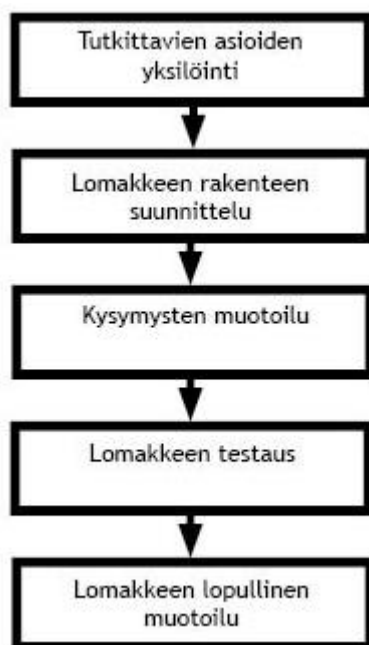 Tutkittavien asioiden
yksilöinti
Lomakkeen rakenteen
suunnittelu
Kysymysten muotoilu
Lomakkeen testaus
Lomakkeen lopullinen
muotoilu